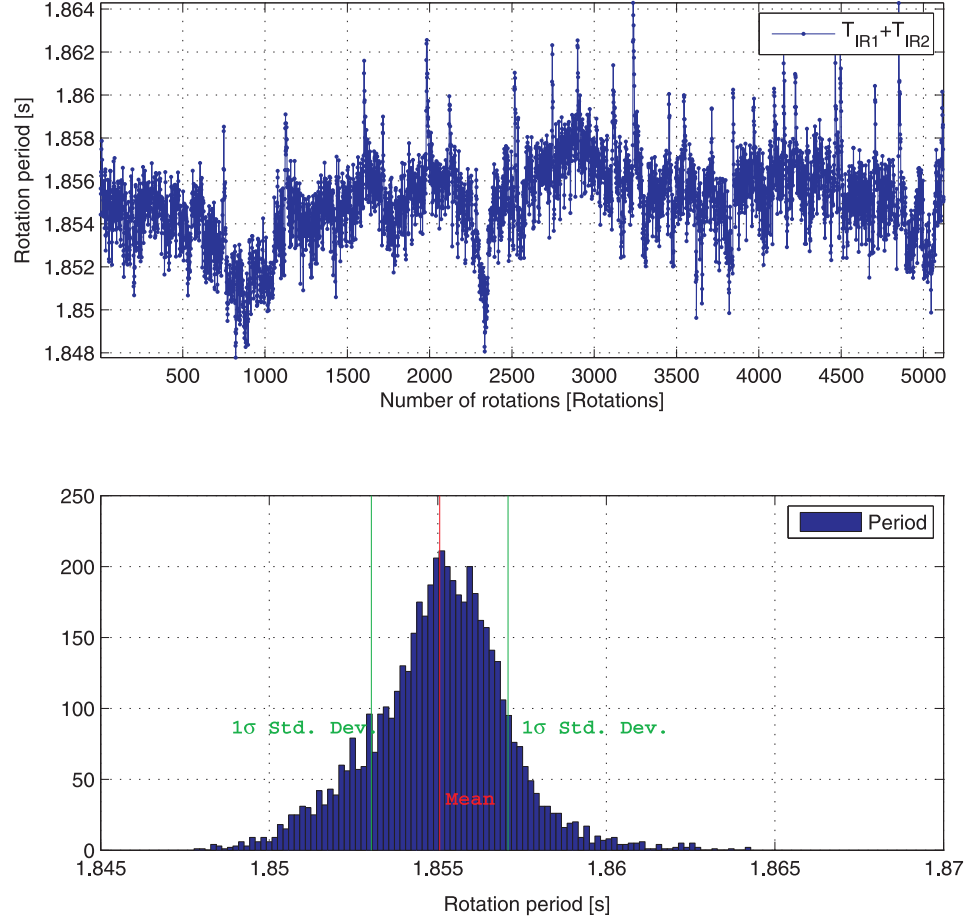 1.864
1.862
1.86
1.858
1.856
1.854
1.852
1.85
1.848
Rotation period [s]
T_IR1+T_IR2
500 1000 1500 2000 2500 3000 3500 4000 4500 5000
Number of rotations [Rotations]
250
200
150
100
50
0
Period
1σ Std. Dev.
1σ Std. Dev.
Mean
1.845 1.85 1.855 1.86 1.865 1.87
Rotation period [s]